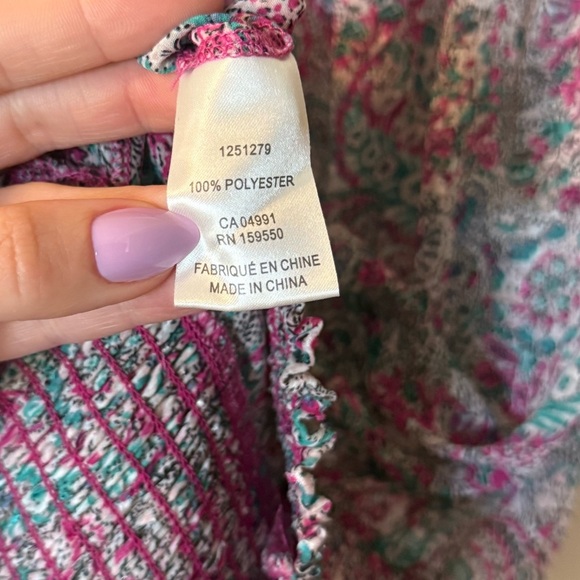 1251279
100% POLYESTER
CA 04991
RN 159550
FABRIQUÉ EN CHINE
MADE IN CHINA